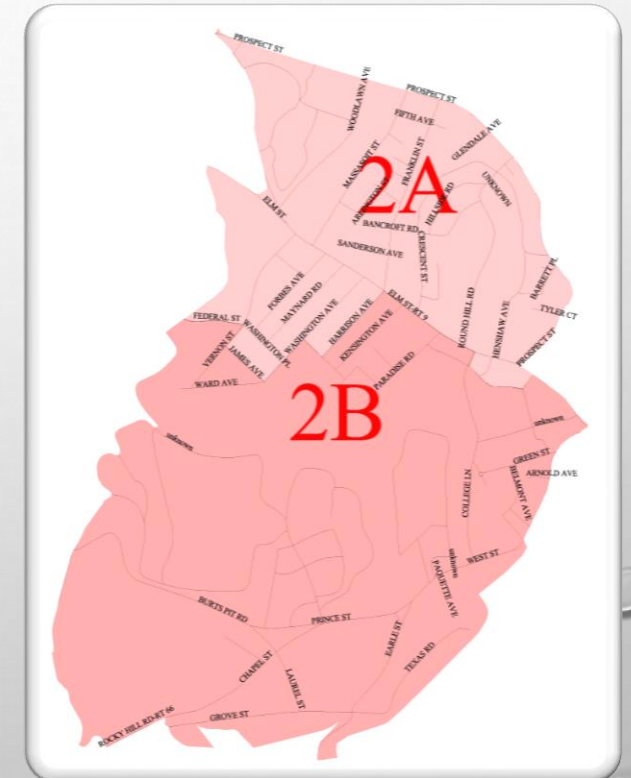 PROSPECT ST
WOODLAWN AVE
PROSPECT ST
FIFTH AVE
GLENDALE AVE
MASSASOIT ST
FRANKLIN ST
2A
UNKNOWN
ARLINGTON ST
HILLSIDE RD
ELM ST
BANCROFT RD
CRESCENT ST
SANDERSON AVE
BARRETT PL
FORBES AVE
MAYNARD RD
ELM ST-RT 9
ROUND HILL RD
HENSHAW AVE
TYLER CT
FEDERAL ST
WASHINGTON PL
WASHINGTON AVE
HARRISON AVE
KENSINGTON AVE
PROSPECT ST
VERNON ST
JAMES AVE
PARADISE RD
WARD AVE
2B
unknown
unknown
GREEN ST
ARNOLD AVE
COLLEGE LN
BELMONT AVE
unknown
WEST ST
PAQUETTE AVE
BURTS PIT RD
PRINCE ST
EARLE ST
TEXAS RD
CHAPEL ST
LAUREL ST
GROVE ST
ROCKY HILL RD-RT 66